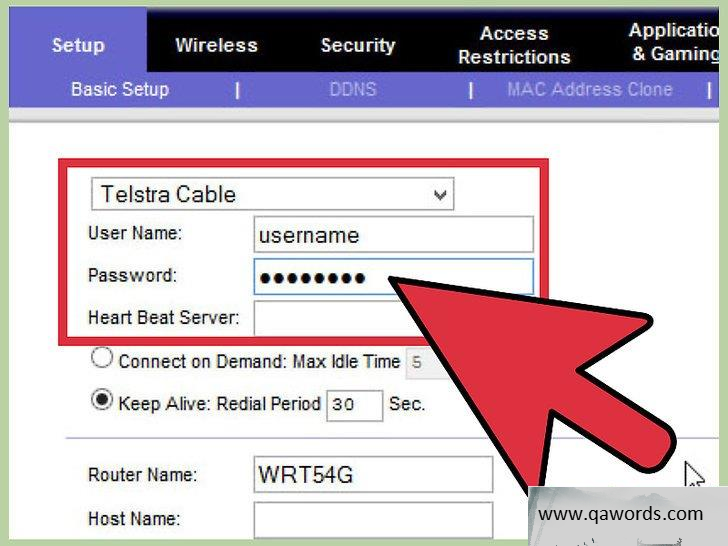 Setup Wireless Security Access Restrictions Applicatio & Gaming
Basic Setup | DDNS | MAC Address Clone |
Telstra Cable
User Name: username
Password: ●●●●●●●●
Heart Beat Server:
Connect on Demand: Max Idle Time 5
Keep Alive: Redial Period 30 Sec.
Router Name: WRT54G
Host Name:
www.qawords.com